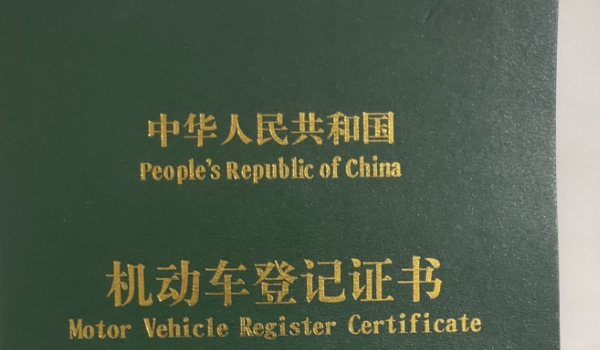 中华人民共和国
People's Republic of China
机动车登记证书
Motor Vehicle Register Certificate